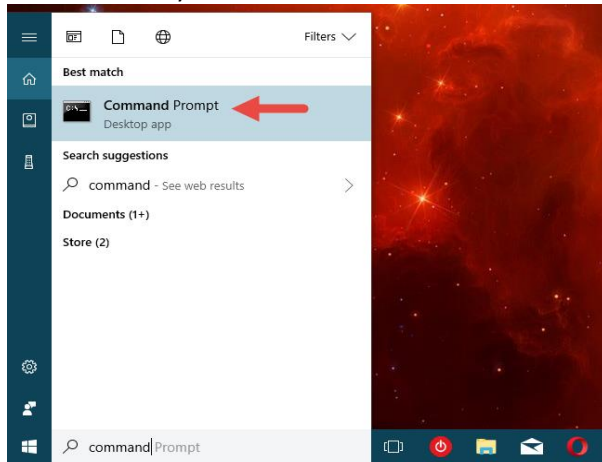 Filters
Best match
Command Prompt
Desktop app
Search suggestions
command - See web results
Documents (1+)
Store (2)
command Prompt